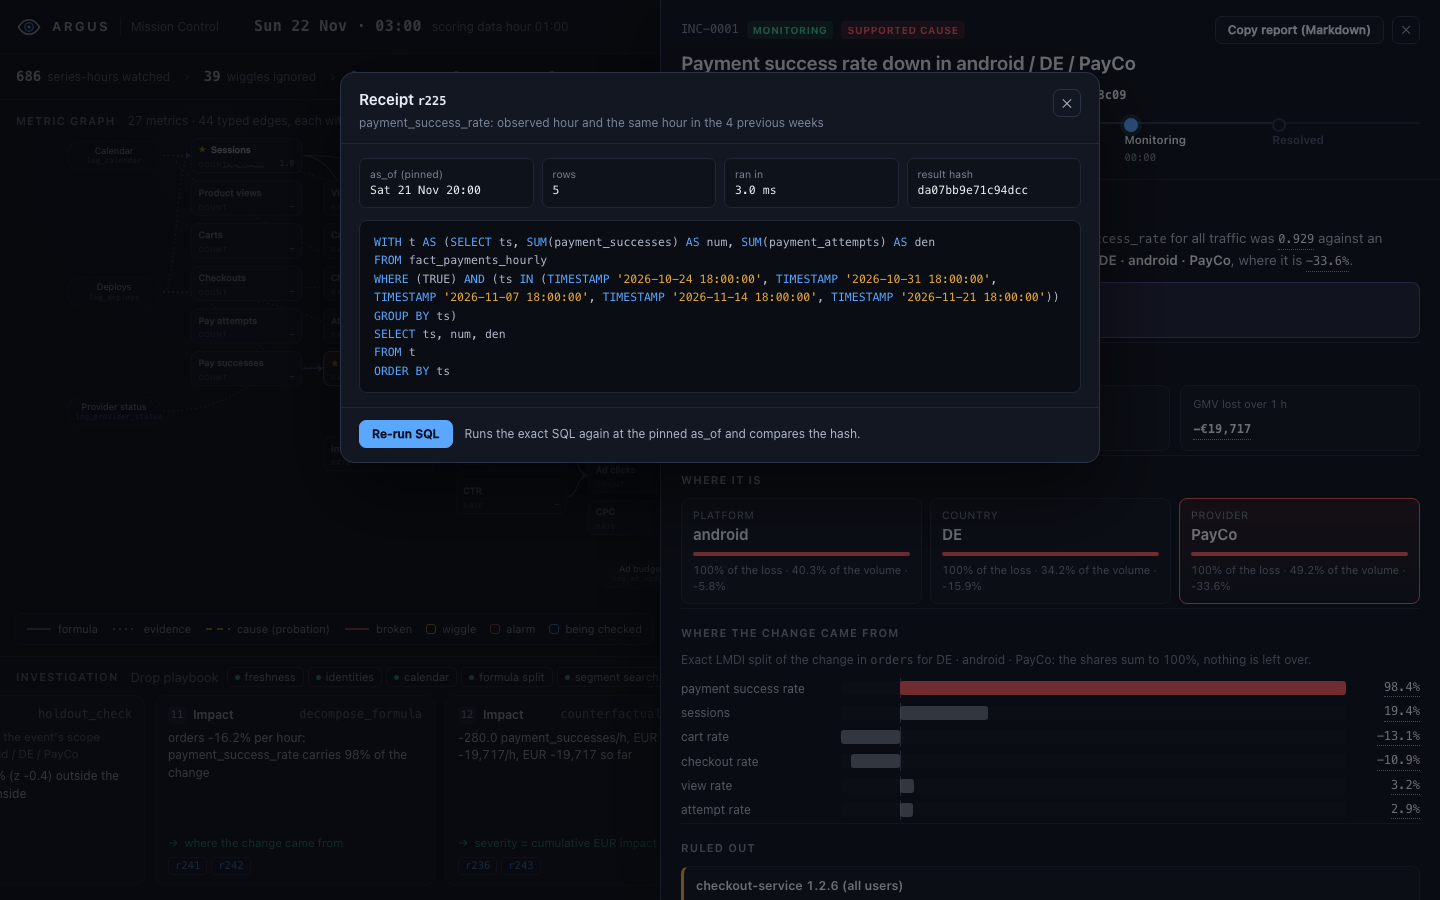 ARGUS
Mission Control
Sun 22 Nov · 03:00
scoring data hour 01:00
686 series-hours watched › 39 wiggles ignored ›
METRIC GRAPH 27 metrics · 44 typed edges, each wit
Calendar
log_calendar
★ Sessions
COUNT
1.0
Product views
COUNT
Carts
COUNT
Checkouts
COUNT
Deploys
log_deploys
Pay attempts
COUNT
Pay successes
COUNT
Provider status
log_provider_status
CTR
Ad clicks
CPC
Ad budge
formula
evidence
cause (probation)
broken
wiggle
alarm
being checked
INVESTIGATION Drop playbook
freshness
identities
calendar
formula split
segment search
holdout_check
the event's scope
d / DE / PayCo
% (z -0.4) outside the
nside
11 Impact decompose_formula
orders -16.2% per hour:
payment_success_rate carries 98% of the
change
→ where the change came from
r241 r242
12 Impact counterfactual
-280.0 payment_successes/h, EUR
-19,717/h, EUR -19,717 so far
→ severity = cumulative EUR impact
r236 r243
INC-0001 MONITORING SUPPORTED CAUSE
Copy report (Markdown)
×
Payment success rate down in android / DE / PayCo
3c09
Monitoring
00:00
Resolved
cess_rate for all traffic was 0.929 against an
DE · android · PayCo, where it is −33.6%.
GMV lost over 1 h
−€19,717
WHERE IT IS
PLATFORM
android
100% of the loss · 40.3% of the volume ·
-5.8%
COUNTRY
DE
100% of the loss · 34.2% of the volume ·
-15.9%
PROVIDER
PayCo
100% of the loss · 49.2% of the volume ·
-33.6%
WHERE THE CHANGE CAME FROM
Exact LMDI split of the change in orders for DE · android · PayCo: the shares sum to 100%, nothing is left over.
payment success rate 98.4%
sessions 19.4%
cart rate −13.1%
checkout rate −10.9%
view rate 3.2%
attempt rate 2.9%
RULED OUT
checkout-service 1.2.6 (all users)
Receipt r225
×
payment_success_rate: observed hour and the same hour in the 4 previous weeks
as_of (pinned)
Sat 21 Nov 20:00
rows
5
ran in
3.0 ms
result hash
da07bb9e71c94dcc
WITH t AS (SELECT ts, SUM(payment_successes) AS num, SUM(payment_attempts) AS den
FROM fact_payments_hourly
WHERE (TRUE) AND (ts IN (TIMESTAMP '2026-10-24 18:00:00', TIMESTAMP '2026-10-31 18:00:00',
TIMESTAMP '2026-11-07 18:00:00', TIMESTAMP '2026-11-14 18:00:00', TIMESTAMP '2026-11-21 18:00:00'))
GROUP BY ts)
SELECT ts, num, den
FROM t
ORDER BY ts
Re-run SQL
Runs the exact SQL again at the pinned as_of and compares the hash.